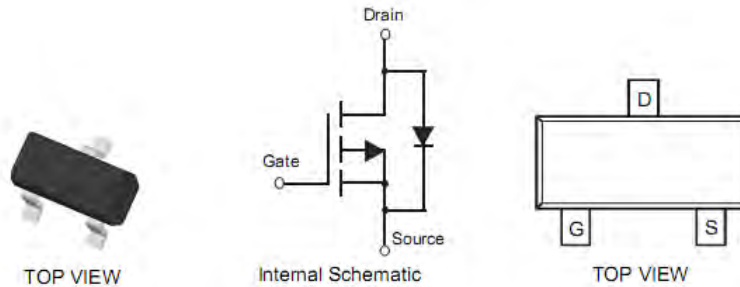 Drain
D
Gate
G
S
Source
TOP VIEW
Internal Schematic
TOP VIEW